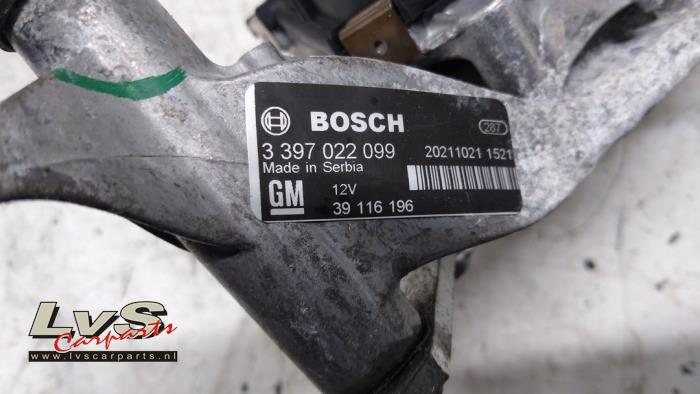 BOSCH
287
3 397 022 099
20211021 1521
Made in Serbia
GM
12V
39 116 196
LvS
Carparts
www.lvscarparts.nl